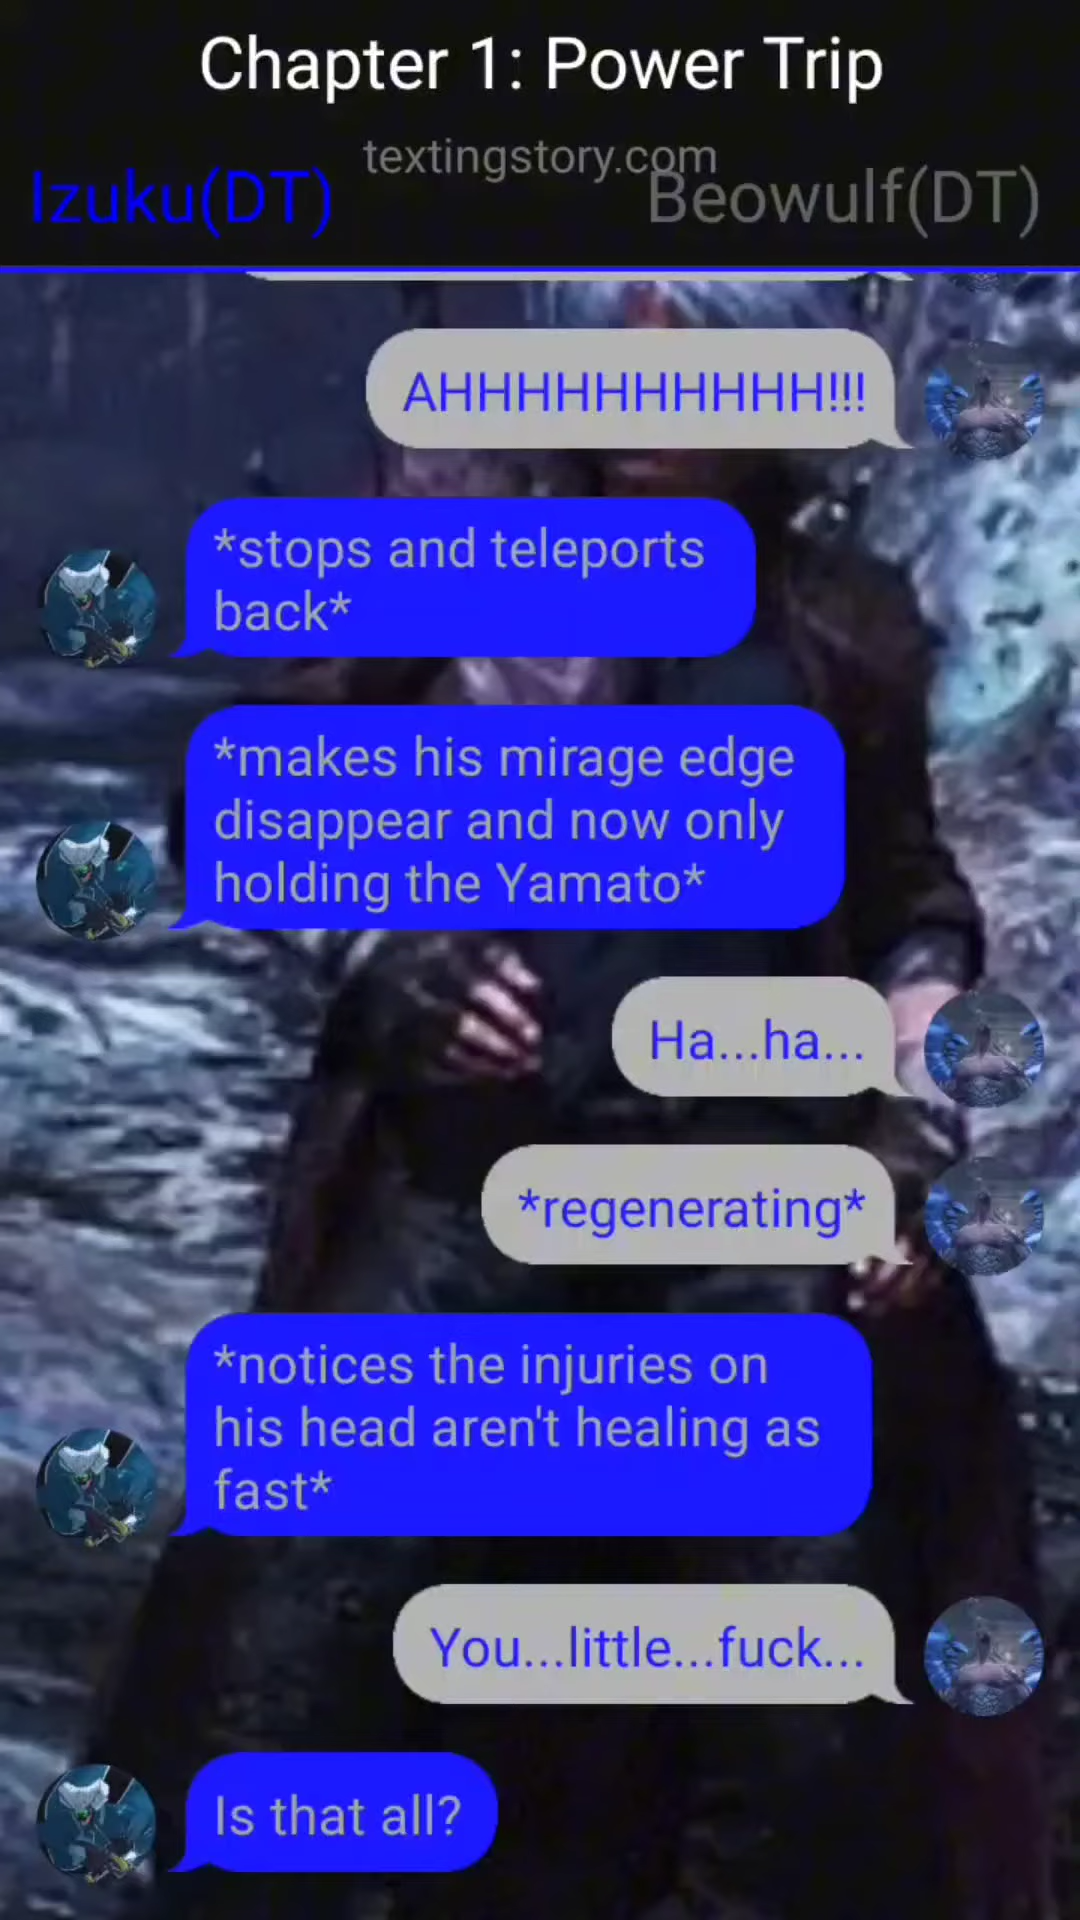 Chapter 1: Power Trip
textingstory.com
Izuku(DT)
Beowulf(DT)
AHHHHHHHHHHH!!!
*stops and teleports
back*
*makes his mirage edge
disappear and now only
holding the Yamato*
Ha...ha...
*regenerating*
*notices the injuries on
his head aren't healing as
fast*
You...little...fuck...
Is that all?